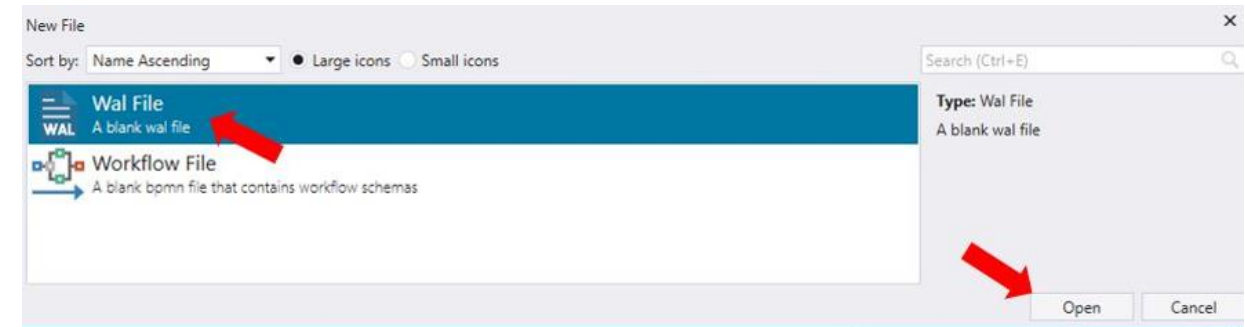 New File
Sort by: Name Ascending Large icons Small icons Search (Ctrl+E)
Wal File
WAL A blank wal file
Workflow File
A blank bpmn file that contains workflow schemas
Type: Wal File
A blank wal file
Open Cancel